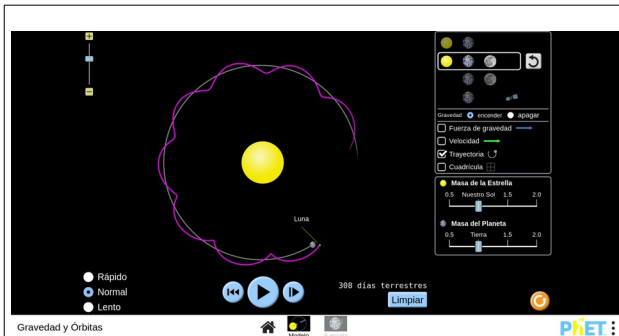 Gravedad encender apagar
Fuerza de gravedad
Velocidad
Trayectoria
Cuadrícula
Masa de la Estrella
0.5 Nuestro Sol 1.5 2.0
Masa del Planeta
0.5 Tierra 1.5 2.0
Luna
Rápido
Normal
Lento
308 días terrestres
Limpiar
Gravedad y Órbitas
Modelo
PhET